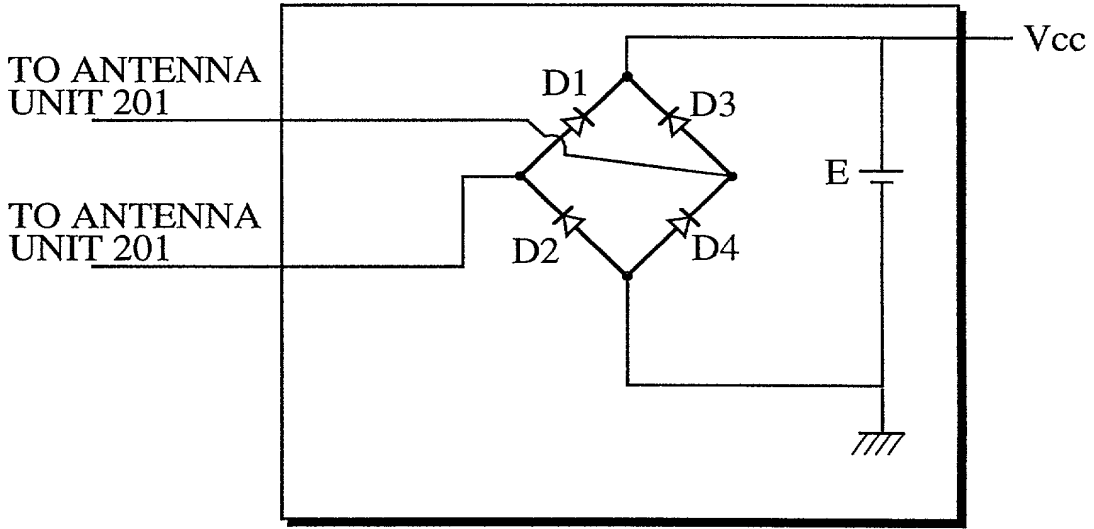 Vcc
TO ANTENNA
UNIT 201
D1
D3
E
TO ANTENNA
UNIT 201
D2
D4